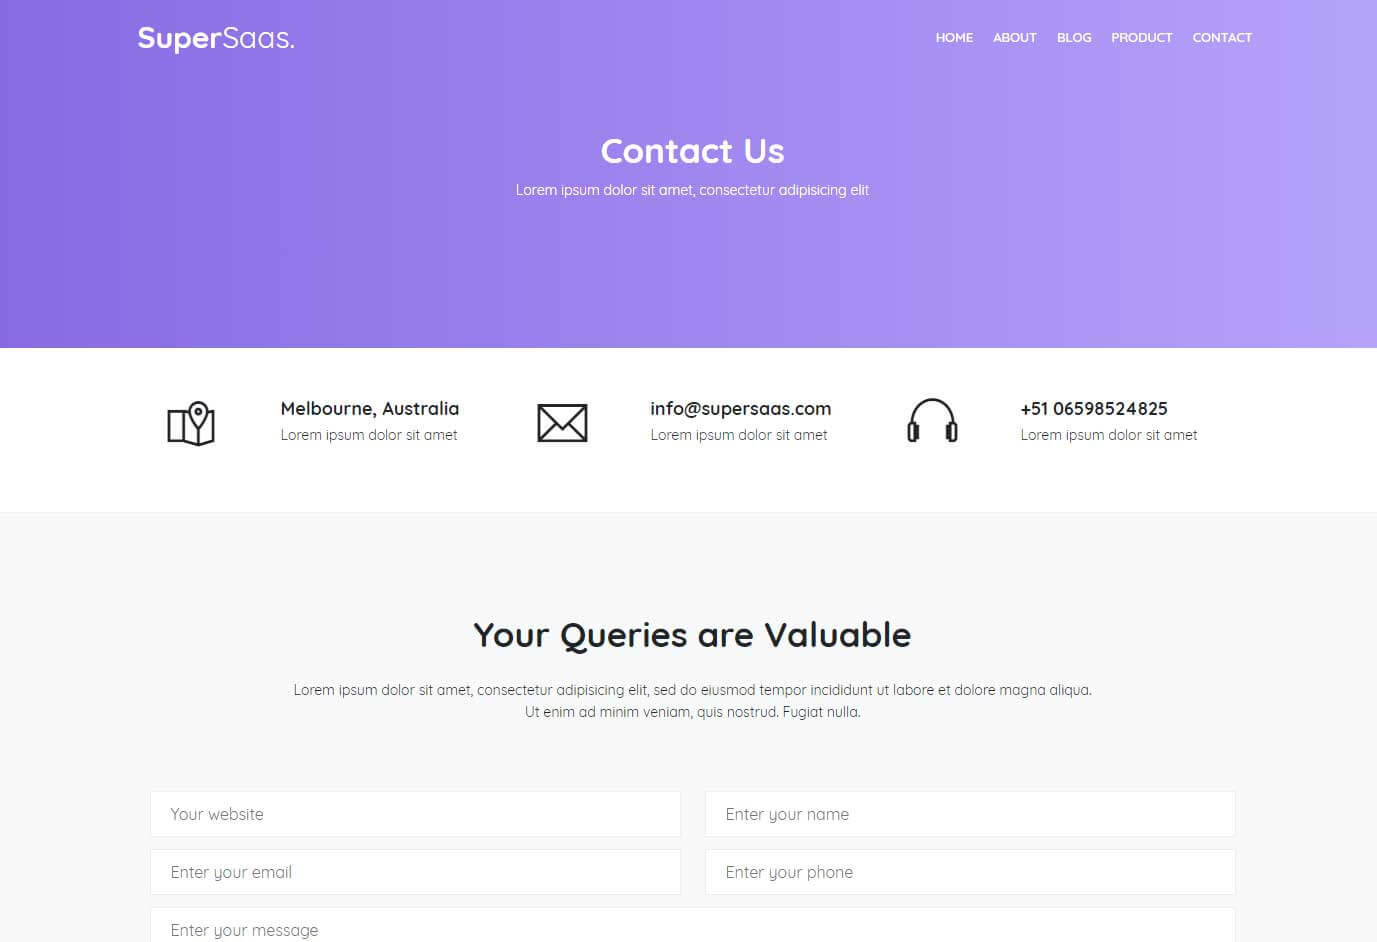 SuperSaas.
HOME ABOUT BLOG PRODUCT CONTACT
Contact Us
Lorem ipsum dolor sit amet, consectetur adipisicing elit
Melbourne, Australia
Lorem ipsum dolor sit amet
info@supersaas.com
Lorem ipsum dolor sit amet
+51 06598524825
Lorem ipsum dolor sit amet
Your Queries are Valuable
Lorem ipsum dolor sit amet, consectetur adipisicing elit, sed do eiusmod tempor incididunt ut labore et dolore magna aliqua.
Ut enim ad minim veniam, quis nostrud. Fugiat nulla.
Your website
Enter your name
Enter your email
Enter your phone
Enter your message